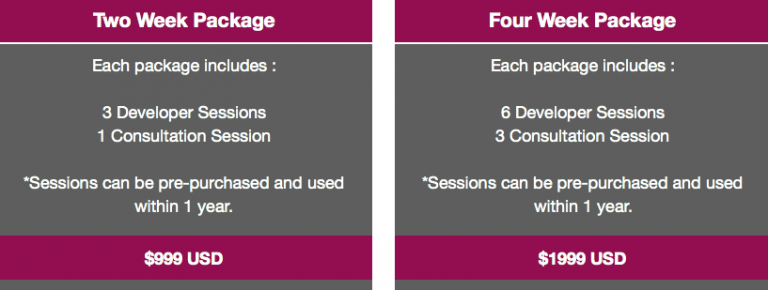 Two Week Package
Each package includes :
3 Developer Sessions
1 Consultation Session
*Sessions can be pre-purchased and used
within 1 year.
$999 USD
Four Week Package
Each package includes :
6 Developer Sessions
3 Consultation Session
*Sessions can be pre-purchased and used
within 1 year.
$1999 USD